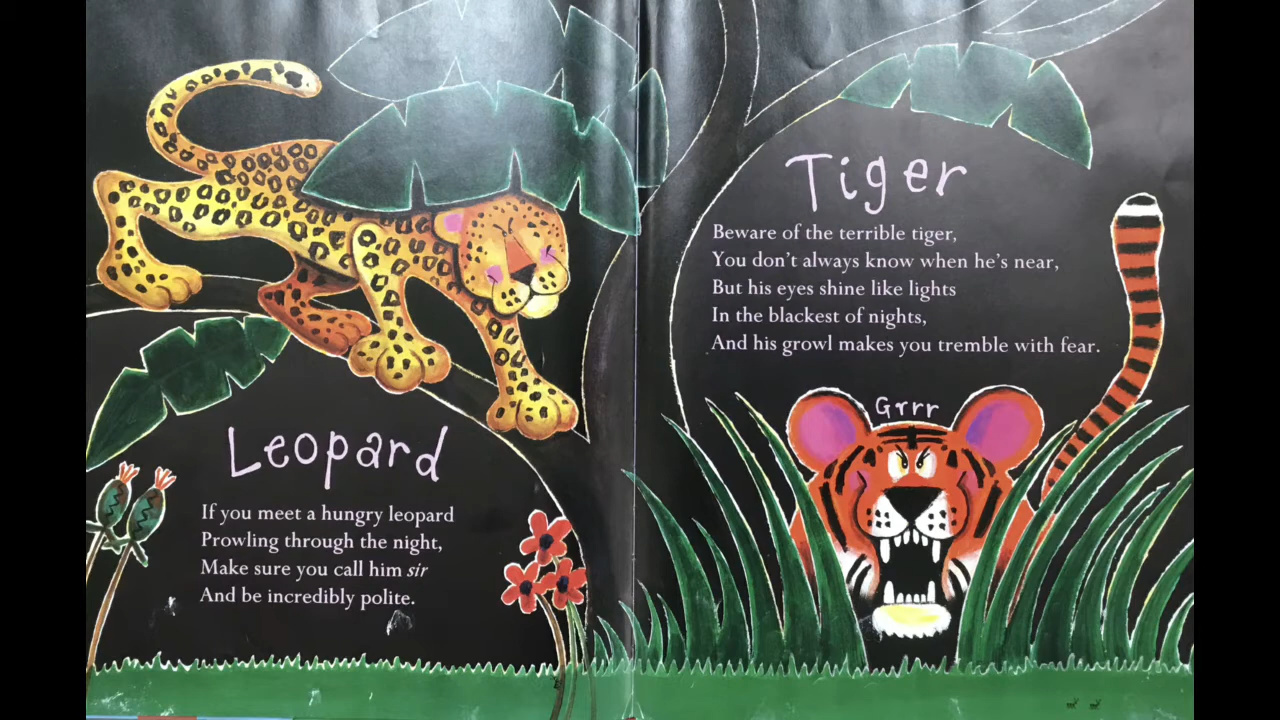 Leopard
If you meet a hungry leopard
Prowling through the night,
Make sure you call him sir
And be incredibly polite.
Tiger
Beware of the terrible tiger,
You don't always know when he's near,
But his eyes shine like lights
In the blackest of nights,
And his growl makes you tremble with fear.
Grrr